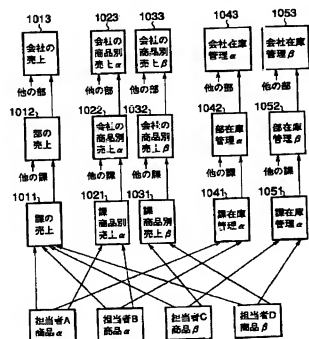 1013
1023
1033
1043
1053
会社の
売上
会社の
商品別
売上α
会社の
商品別
売上β
会社在庫
管理α
会社在庫
管理β
他の部
他の部
他の部
他の部
他の部
1012
1022
1032
1042
1052
部の
売上
会社の
商品別
売上α
会社の
商品別
売上β
部在庫
管理α
部在庫
管理β
他の課
他の課
他の課
他の課
他の課
1011
1021
1031
1041
1051
課の
売上
課
商品別
売上α
課
商品別
売上β
課在庫
管理α
課在庫
管理β
担当者A
商品α
担当者B
商品α
担当者C
商品β
担当者D
商品β